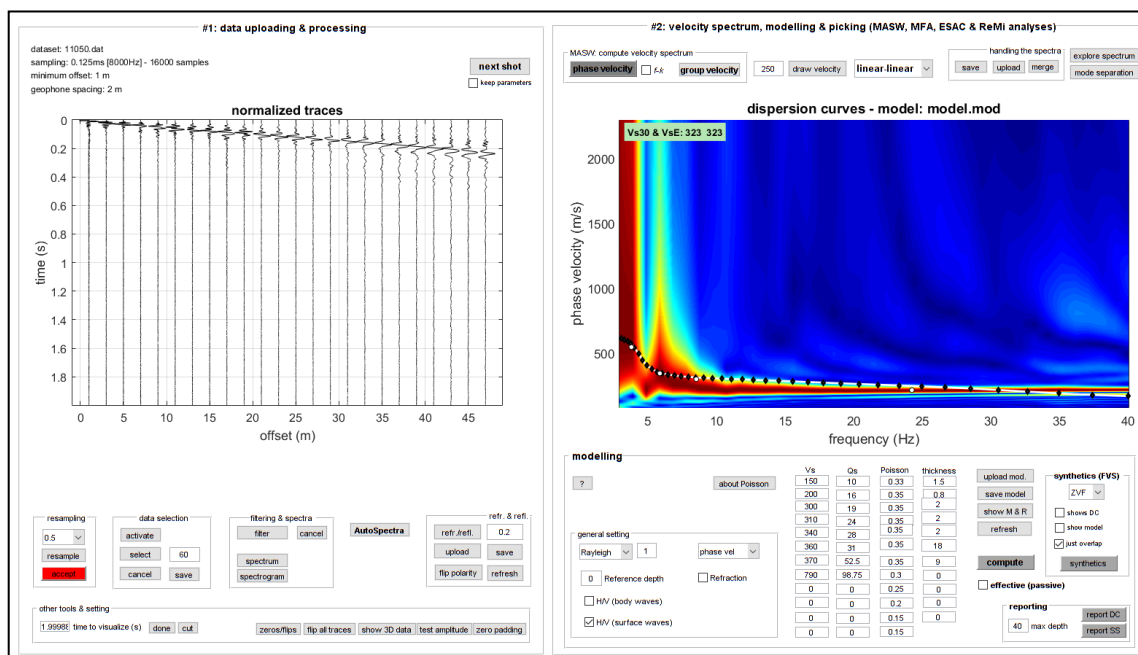 #1: data uploading & processing
dataset: 11050.dat
sampling: 0.125ms [8000Hz] - 16000 samples
minimum offset: 1 m
geophone spacing: 2 m
next shot
keep parameters
normalized traces
0
0.2
0.4
0.6
0.8
1
1.2
1.4
1.6
1.8
time (s)
0 5 10 15 20 25 30 35 40 45
offset (m)
resampling
0.5
resample
accept
data selection
activate
select 60
cancel save
filtering & spectra
filter cancel
spectrum
spectrogram
AutoSpectra
refr. & refl.
refr./refl. 0.2
upload save
flip polarity refresh
other tools & setting
1.99988 time to visualize (s) done cut zeros/flips flip all traces show 3D data test amplitude zero padding
#2: velocity spectrum, modelling & picking (MASW, MFA, ESAC & ReMi analyses)
MASW: compute velocity spectrum
phase velocity f-k group velocity 250 draw velocity linear-linear
handling the spectra
save upload merge
explore spectrum
mode separation
dispersion curves - model: model.mod
Vs30 & VsE: 323 323
2000
1500
1000
500
phase velocity (m/s)
5 10 15 20 25 30 35 40
frequency (Hz)
modelling
? about Poisson
general setting
Rayleigh 1 phase vel
0 Reference depth Refraction
H/V (body waves)
H/V (surface waves)
Vs Qs Poisson thickness
150 10 0.33 1.5
200 16 0.35 0.8
300 19 0.35 2
310 24 0.35 2
340 28 0.35 2
360 31 0.35 18
370 52.5 0.35 9
790 98.75 0.3 0
0 0 0.25 0
0 0 0.2 0
0 0 0.15 0
0 0 0.15
upload mod.
save model
show M & R
refresh
compute
effective (passive)
synthetics (FVS)
ZVF
shows DC
show model
just overlap
synthetics
reporting
40 max depth
report DC
report SS